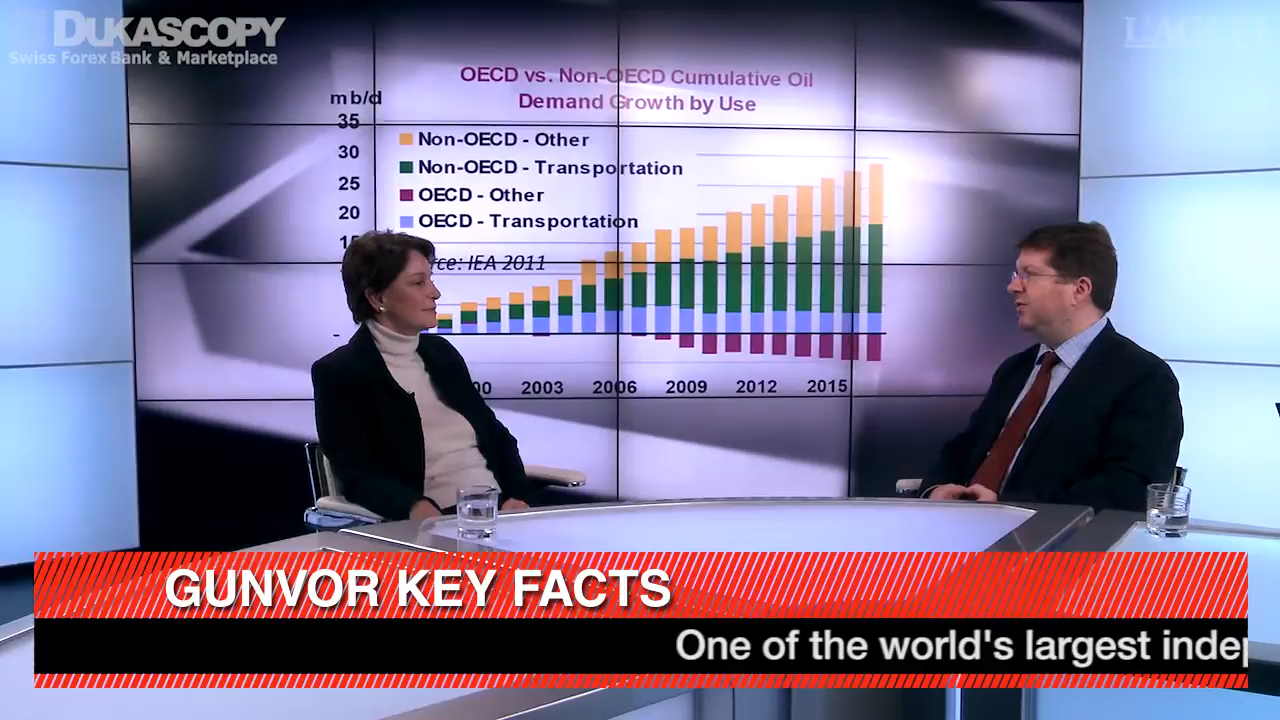 DUKASCOPY
Swiss Forex Bank & Marketplace
L'AGEFI
OECD vs. Non-OECD Cumulative Oil
Demand Growth by Use
mb/d
35
30
25
20
Non-OECD - Other
Non-OECD - Transportation
OECD - Other
OECD - Transportation
IEA 2011
-
2003
2006
2009
2012
2015
GUNVOR KEY FACTS
One of the world's largest